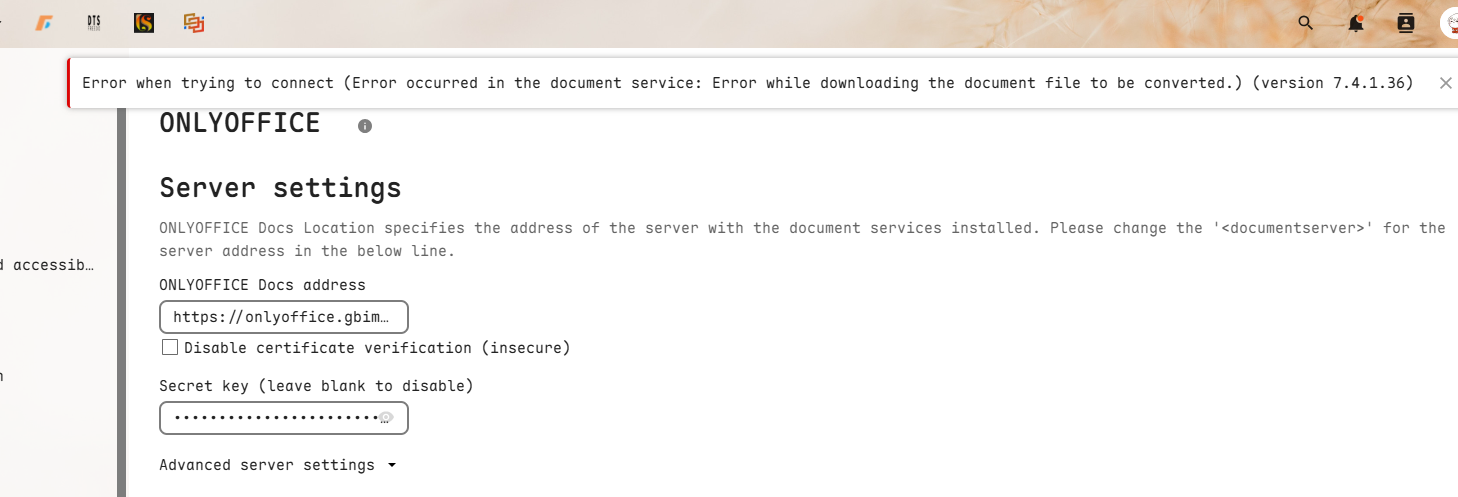 DTS
Error when trying to connect (Error occurred in the document service: Error while downloading the document file to be converted.) (version 7.4.1.36)
ONLYOFFICE
Server settings
ONLYOFFICE Docs Location specifies the address of the server with the document services installed. Please change the '<documentserver>' for the
server address in the below line.
d accessib…
ONLYOFFICE Docs address
https://onlyoffice.gbim…
Disable certificate verification (insecure)
Secret key (leave blank to disable)
Advanced server settings